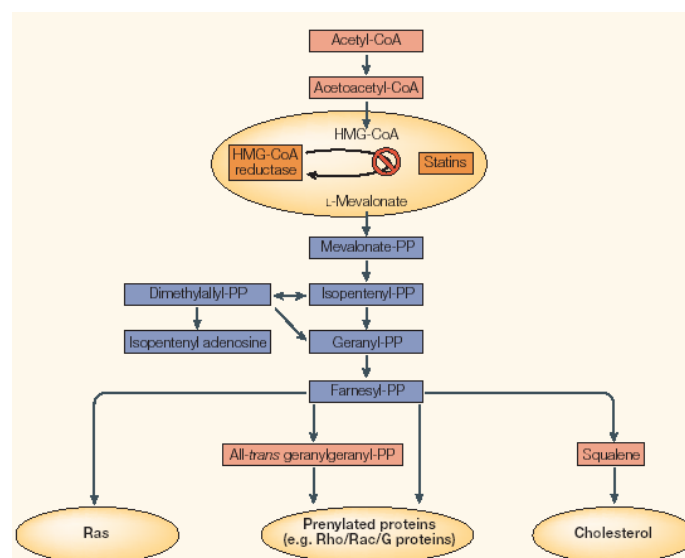 Acetyl-CoA
Acetoacetyl-CoA
HMG-CoA
HMG-CoA
reductase
Statins
L-Mevalonate
Mevalonate-PP
Dimethylallyl-PP
Isopentenyl-PP
Isopentenyl adenosine
Geranyl-PP
Farnesyl-PP
All-trans geranylgeranyl-PP
Squalene
Ras
Prenylated proteins
(e.g. Rho/Rac/G proteins)
Cholesterol